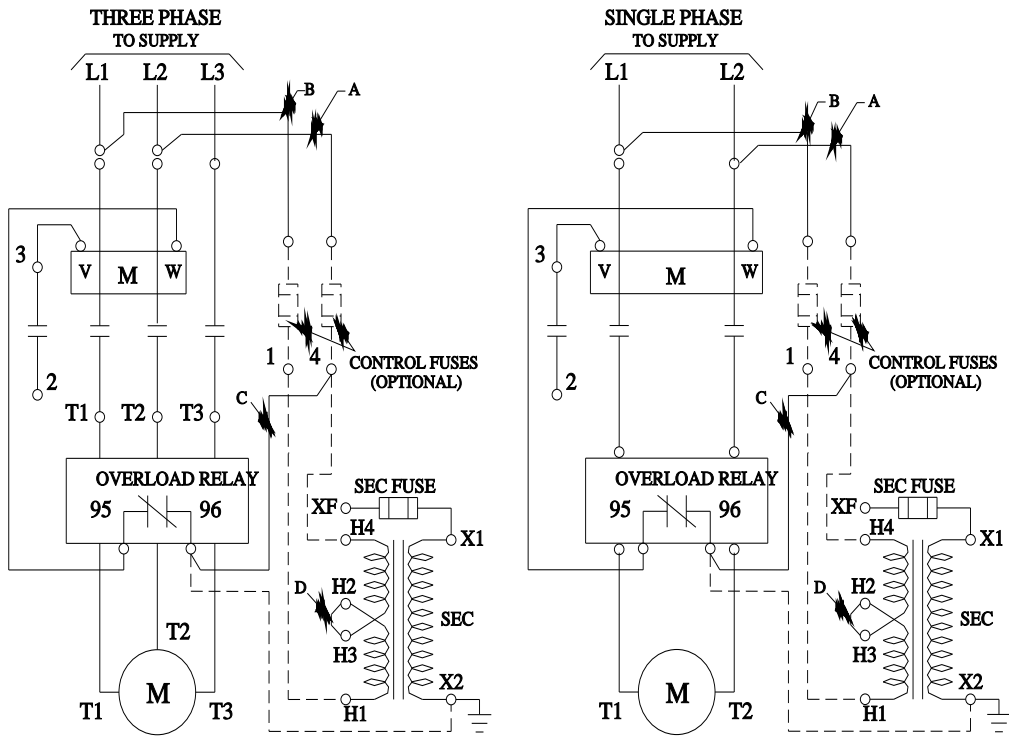 THREE PHASE
TO SUPPLY
L1 L2 L3
B
A
3
V M W
1 4
CONTROL FUSES
(OPTIONAL)
2
C
T1 T2 T3
OVERLOAD RELAY
95 96
SEC FUSE
XF
H4
X1
D
H2
SEC
H3
T2
M
X2
T1 T3
H1
SINGLE PHASE
TO SUPPLY
L1 L2
B
A
3
V M W
1 4
CONTROL FUSES
(OPTIONAL)
2
C
OVERLOAD RELAY
95 96
SEC FUSE
XF
H4
X1
D
H2
SEC
H3
M
X2
T1 T2
H1